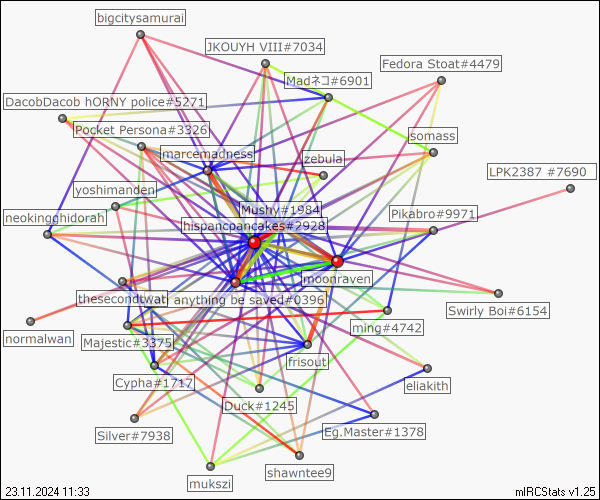 bigcitysamurai
JKOUYH VIII#7034
Fedora Stoat#4479
Madネコ#6901
DacobDacob hORNY police#5271
Pocket Persona#3326
somass
marcemadness
zebula
LPK2387 #7690
yoshimanden
Mushy#1984
Pikabro#9971
neokingghidorah
hispancpancakes#2928
moonraven
thesecondtwat
anything be saved#0396
Swirly Boi#6154
normalwan
Majestic#3375
ming#4742
frisout
Cypha#1717
eliakith
Duck#1245
Silver#7938
Eg.Master#1378
shawntee9
mukszi
23.11.2024 11:33
mIRCStats v1.25